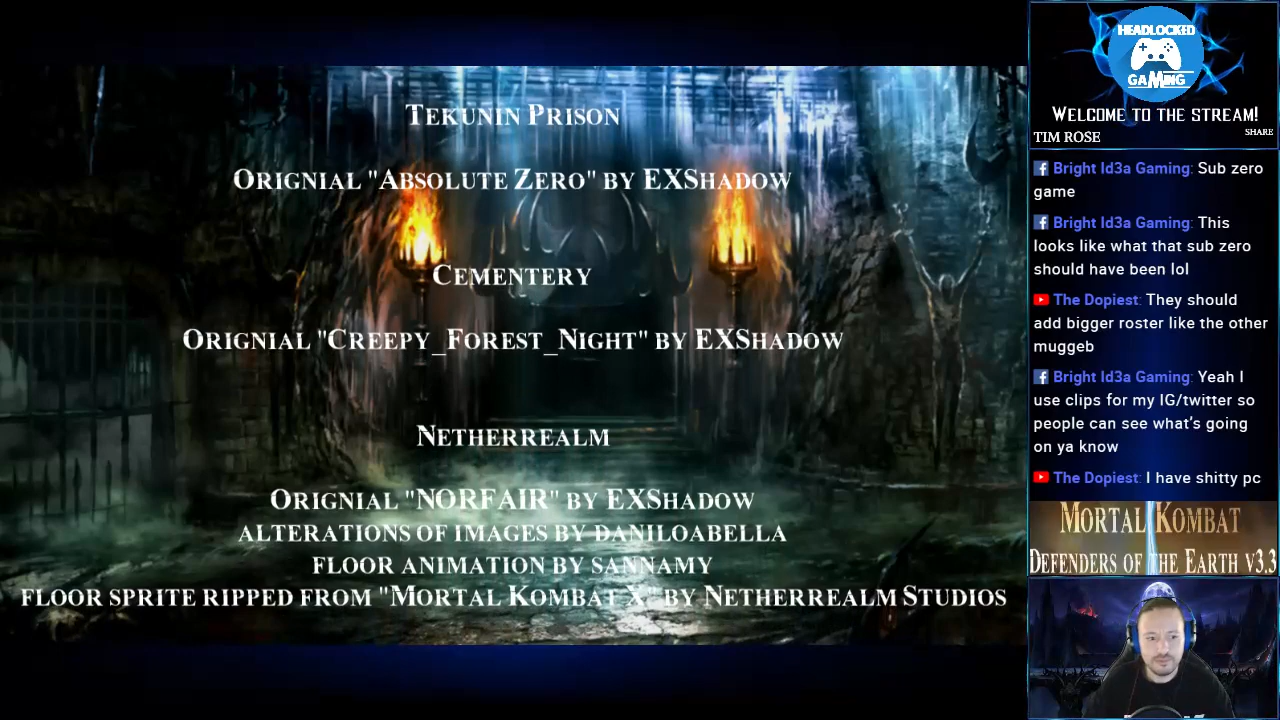 Tekunin Prison
Orignial "Absolute Zero" by EXShadow
Cementery
Orignial "Creepy_Forest_Night" by EXShadow
Netherrealm
Orignial "NORFAIR" by EXShadow
alterations of images by daniloabella
floor animation by sannamy
floor sprite ripped from "Mortal Kombat X" by Netherrealm Studios
HEADLOCKED
GAMING
Welcome to the stream!
SHARE
TIM ROSE
Bright Id3a Gaming: Sub zero
game
Bright Id3a Gaming: This
looks like what that sub zero
should have been lol
The Dopiest: They should
add bigger roster like the other
muggeb
Bright Id3a Gaming: Yeah I
use clips for my IG/twitter so
people can see what's going
on ya know
The Dopiest: I have shitty pc
Mortal Kombat
Defenders of the Earth v3.3